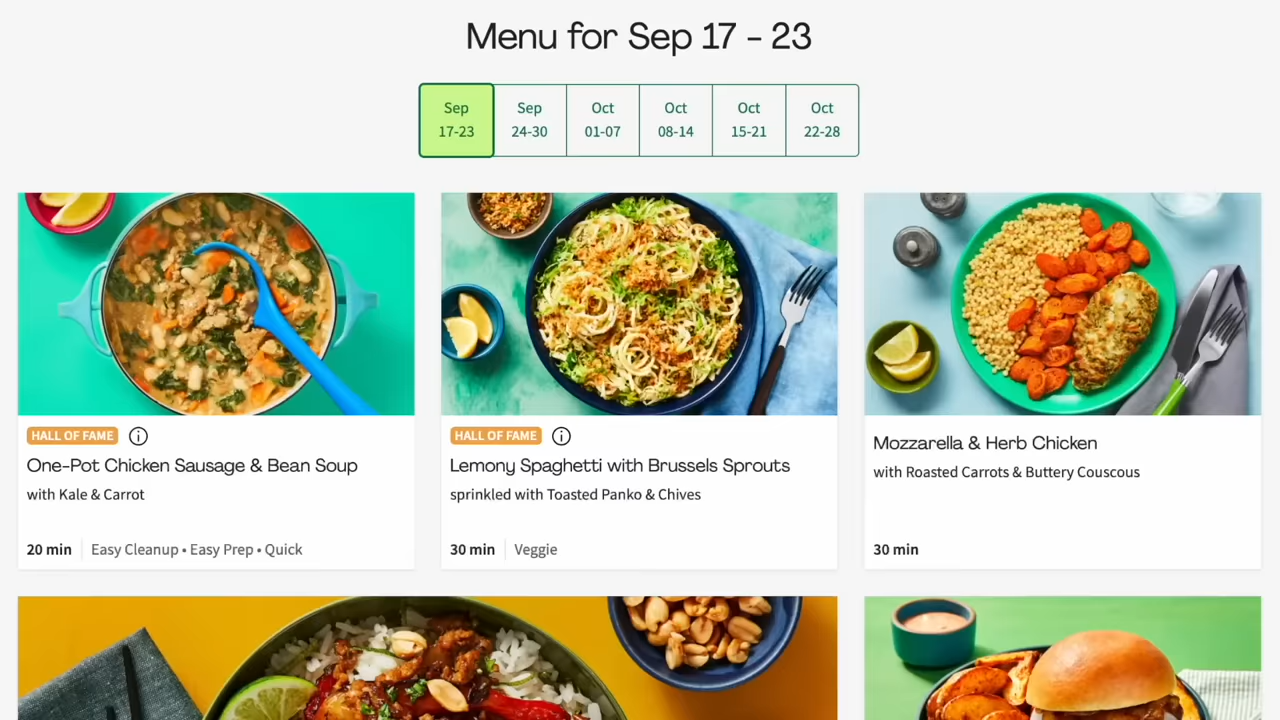 Menu for Sep 17 – 23
Sep
17-23
Sep
24-30
Oct
01-07
Oct
08-14
Oct
15-21
Oct
22-28
HALL OF FAME
One-Pot Chicken Sausage & Bean Soup
with Kale & Carrot
20 min
Easy Cleanup • Easy Prep • Quick
HALL OF FAME
Lemony Spaghetti with Brussels Sprouts
sprinkled with Toasted Panko & Chives
30 min
Veggie
Mozzarella & Herb Chicken
with Roasted Carrots & Buttery Couscous
30 min